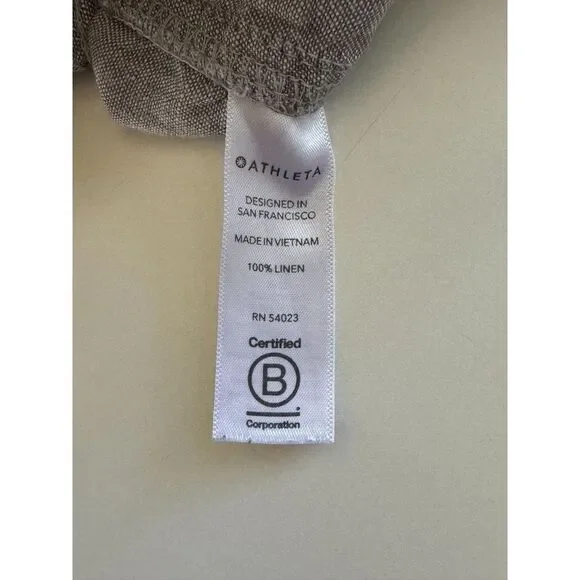 ATHLETA
DESIGNED IN
SAN FRANCISCO
MADE IN VIETNAM
100% LINEN
RN 54023
Certified
B
Corporation